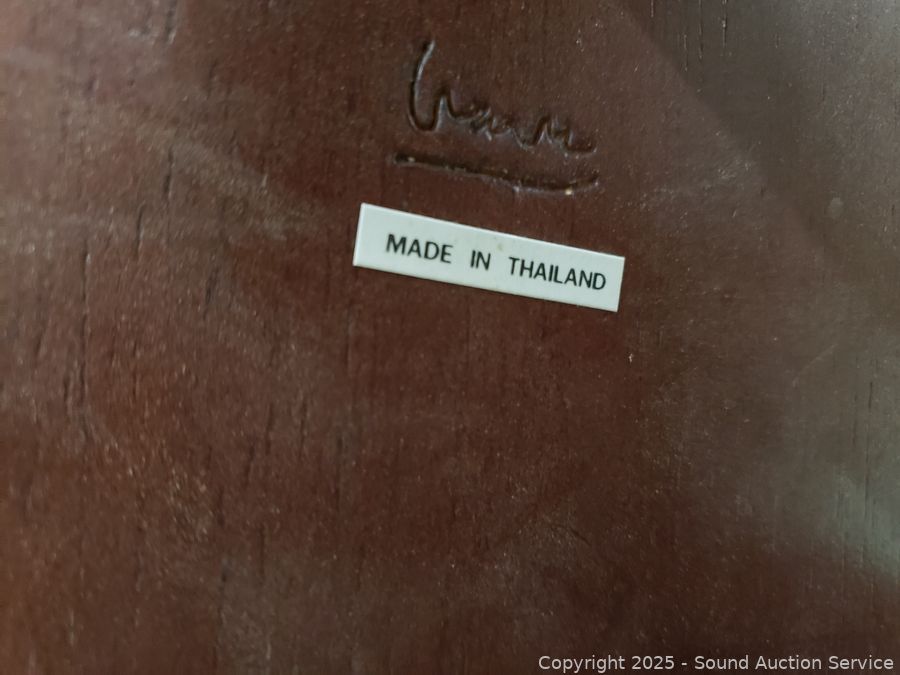 MADE IN THAILAND
Copyright 2025 - Sound Auction Service